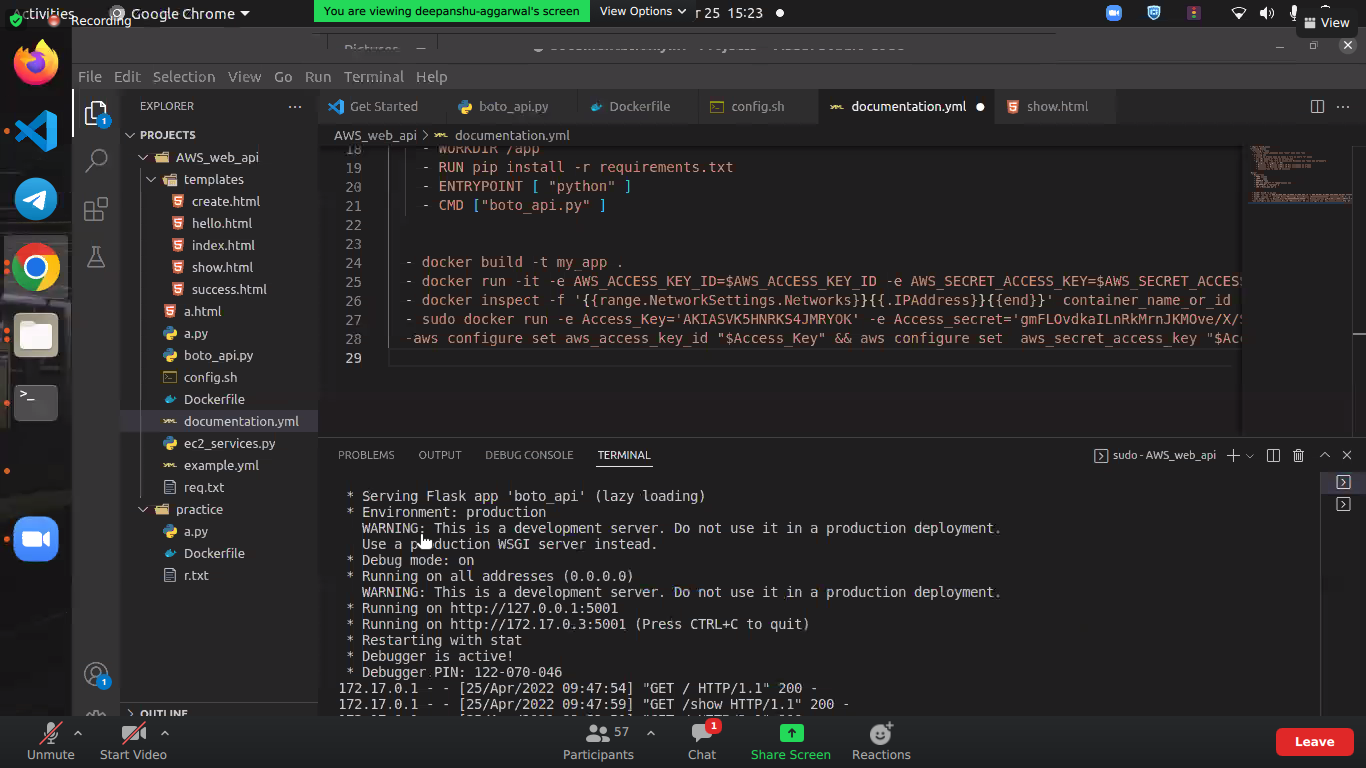 Activities
Google Chrome
You are viewing deepanshu-aggarwal's screen
View Options
r 25 15:23
Recording
View
File Edit Selection View Go Run Terminal Help
EXPLORER
Get Started
boto_api.py
Dockerfile
config.sh
documentation.yml
show.html
PROJECTS
AWS_web_api
templates
create.html
hello.html
index.html
show.html
success.html
a.html
a.py
boto_api.py
config.sh
Dockerfile
documentation.yml
ec2_services.py
example.yml
req.txt
practice
a.py
Dockerfile
r.txt
OUTLINE
1
1
AWS_web_api > documentation.yml
18 - WORKDIR /app
19 - RUN pip install -r requirements.txt
20 - ENTRYPOINT [ "python" ]
21 - CMD ["boto_api.py" ]
22
23
24 - docker build -t my_app .
25 - docker run -it -e AWS_ACCESS_KEY_ID=$AWS_ACCESS_KEY_ID -e AWS_SECRET_ACCESS_KEY=$AWS_SECRET_ACCES
26 - docker inspect -f '{{range.NetworkSettings.Networks}}{{.IPAddress}}{{end}}' container_name_or_id
27 - sudo docker run -e Access_Key='AKIASVK5HNRKS4JMRYOK' -e Access_secret='gmFLOvdkaILnRkMrnJKMOve/X/
28 -aws configure set aws_access_key_id "$Access_Key" && aws configure set aws_secret_access_key "$Ac
29
PROBLEMS OUTPUT DEBUG CONSOLE TERMINAL
sudo - AWS_web_api
* Serving Flask app 'boto_api' (lazy loading)
* Environment: production
WARNING: This is a development server. Do not use it in a production deployment.
Use a production WSGI server instead.
* Debug mode: on
* Running on all addresses (0.0.0.0)
WARNING: This is a development server. Do not use it in a production deployment.
* Running on http://127.0.0.1:5001
* Running on http://172.17.0.3:5001 (Press CTRL+C to quit)
* Restarting with stat
* Debugger is active!
* Debugger PIN: 122-070-046
172.17.0.1 - - [25/Apr/2022 09:47:54] "GET / HTTP/1.1" 200 -
172.17.0.1 - - [25/Apr/2022 09:47:59] "GET /show HTTP/1.1" 200 -
Unmute
Start Video
57
Participants
1
Chat
Share Screen
Reactions
Leave